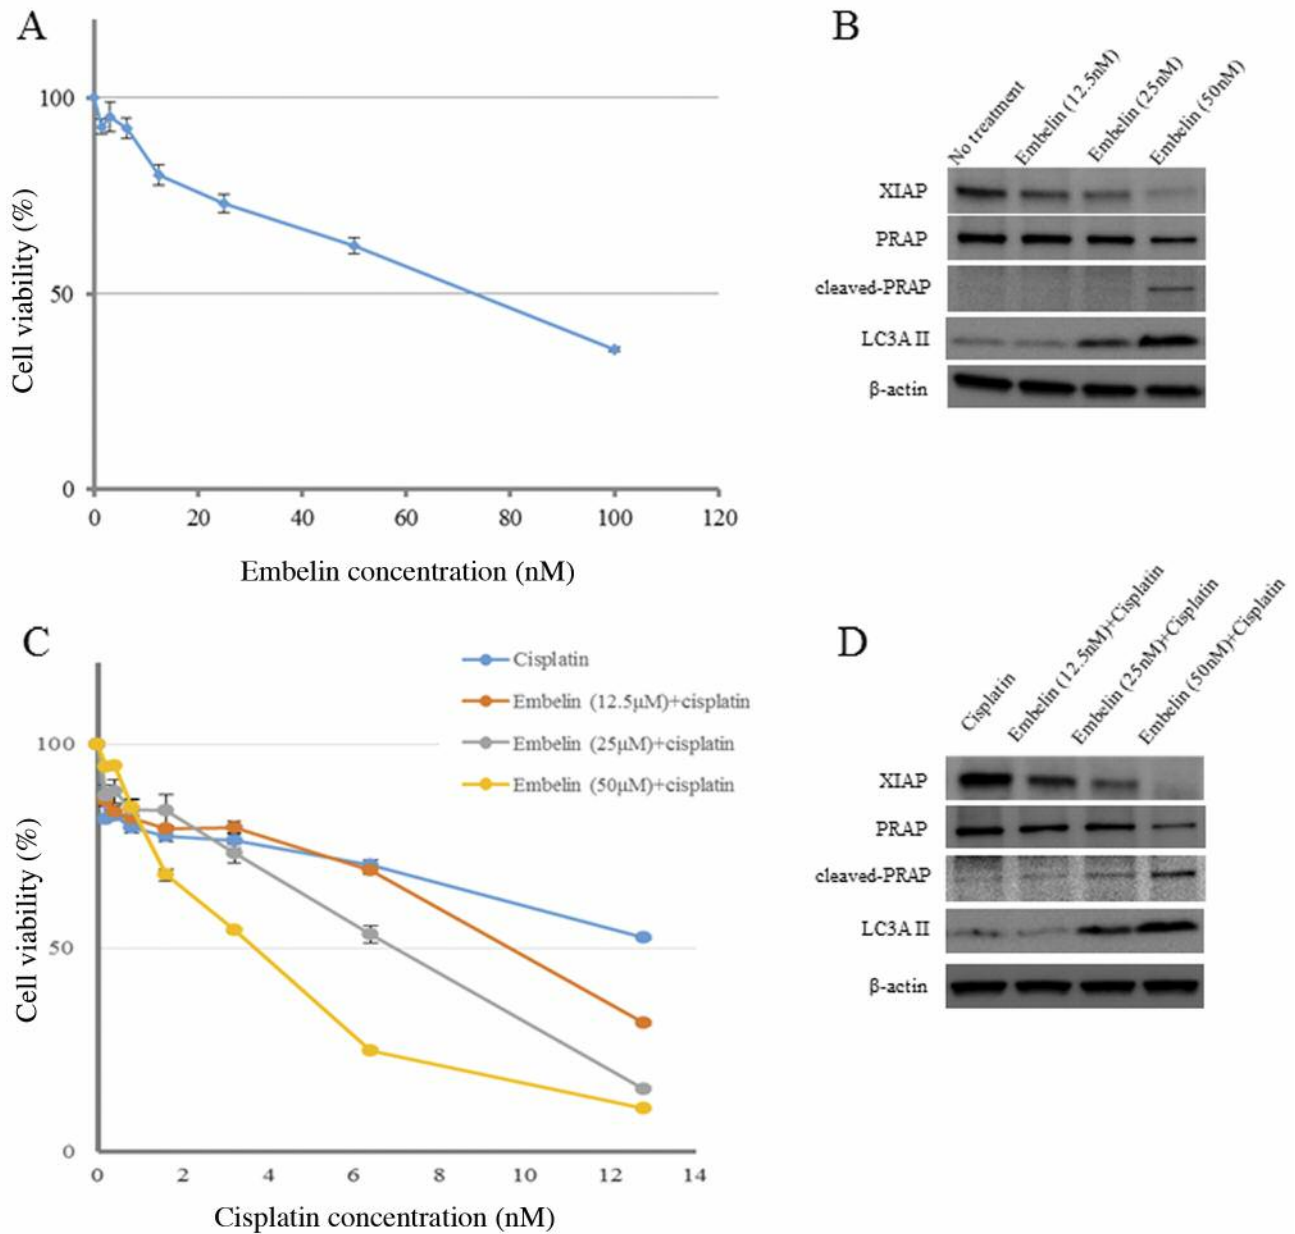 A
100
50
0
0 20 40 60 80 100 120
Cell viability (%)
Embelin concentration (nM)
B
No treatment
Embelin (12.5nM)
Embelin (25nM)
Embelin (50nM)
XIAP
PRAP
cleaved-PRAP
LC3A II
β-actin
C
Cisplatin
Embelin (12.5μM)+cisplatin
Embelin (25μM)+cisplatin
Embelin (50μM)+cisplatin
100
50
0
0 2 4 6 8 10 12 14
Cell viability (%)
Cisplatin concentration (nM)
D
Cisplatin
Embelin (12.5nM)+Cisplatin
Embelin (25nM)+Cisplatin
Embelin (50nM)+Cisplatin
XIAP
PRAP
cleaved-PRAP
LC3A II
β-actin